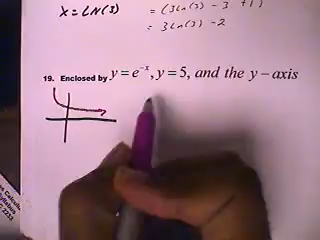 x = ln(3)
= (3ln(3) - 3 + 1)
= 3ln(3) - 2
19. Enclosed by y = e^{-x}, y = 5, and the y - axis